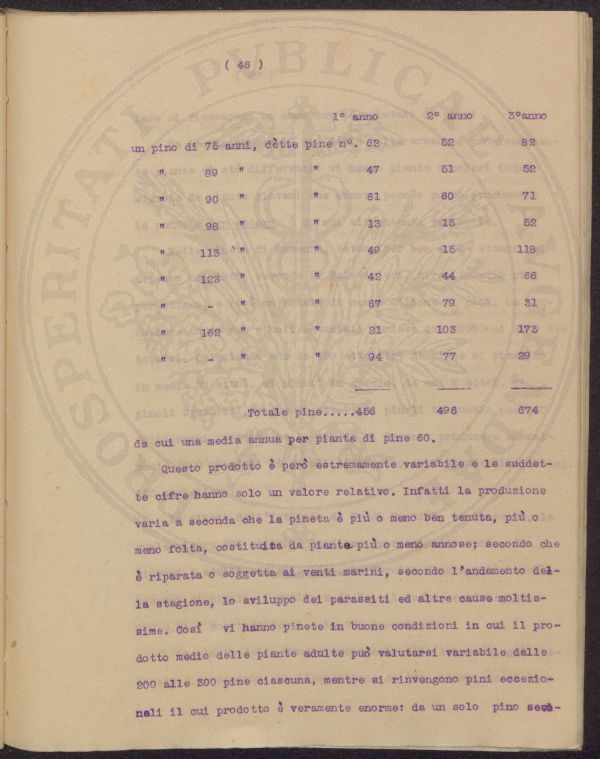 ( 46 )
1º anno 2º anno 3ºanno
un pino di 75 anni, dètte pine nº. 62 52 82
" 89 " " 47 51 52
" 90 " " 61 60 71
" 98 " " 13 15 52
" 113 " " 49 15 118
" 123 " " 42 44 66
" - " " 67 79 31
" 162 " " 21 103 173
" - " " 94 77 29
Totale pine.....456 496 674
da cui una media annua per pianta di pine 60.
Questo prodotto è però estremamente variabile e le suddet-
te cifre hanno solo un valore relativo. Infatti la produzione
varia a seconda che la pineta è più o meno ben tenuta, più o
meno folta, costituita da piante più o meno annose; secondo che
è riparata o soggetta ai venti marini, secondo l'andamento del-
la stagione, lo sviluppo dei parassiti ed altre cause moltis-
sime. Così vi hanno pinete in buone condizioni in cui il pro-
dotto medio delle piante adulte può valutarsi variabile dalle
200 alle 300 pine ciascuna, mentre si rinvengono pini eccezio-
nali il cui prodotto è veramente enorme: da un solo pino seco-
PROSPERITATI PUBLICAE